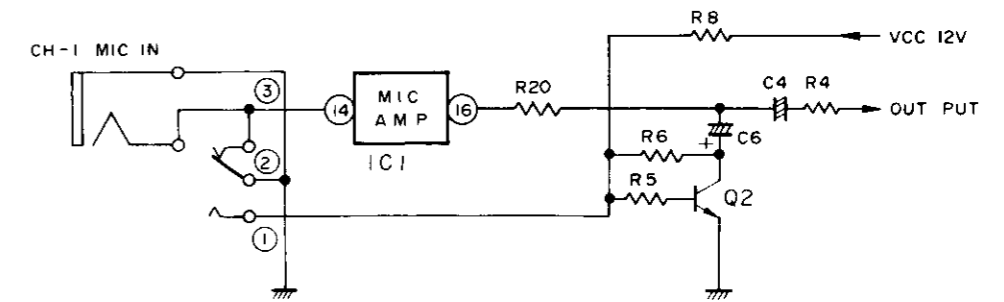 R8
VCC 12V
CH-1 MIC IN
3
14
MIC
AMP
16
IC1
R20
C4
R4
OUT PUT
+
C6
R6
2
R5
Q2
1